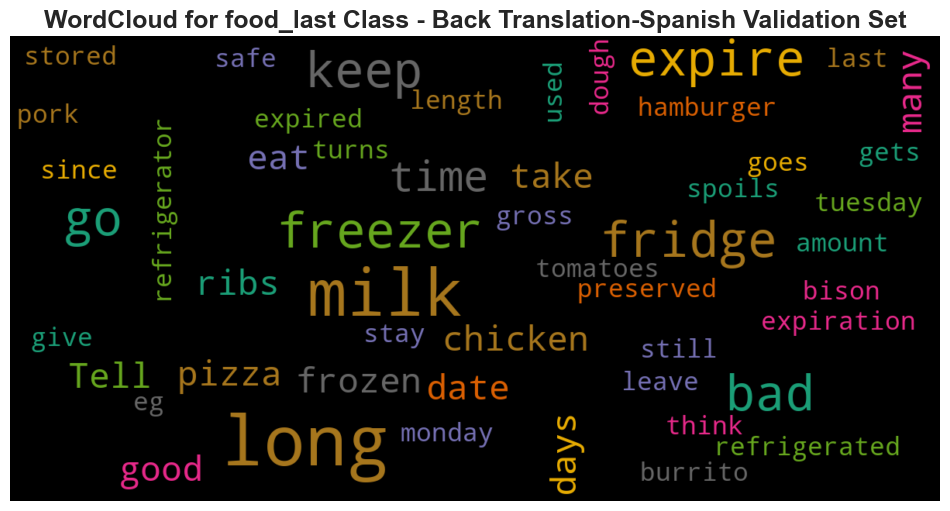 WordCloud for food_last Class - Back Translation-Spanish Validation Set
stored
safe
keep
used
dough
expire
last
many
pork
length
hamburger
expired
refrigerator
since
eat
turns
time
take
goes
gets
spoils
tuesday
go
freezer
gross
fridge
amount
ribs
milk
tomatoes
preserved
bison
expiration
give
stay
chicken
still
Tell
pizza
frozen
date
leave
bad
eg
long
monday
days
think
refrigerated
good
burrito